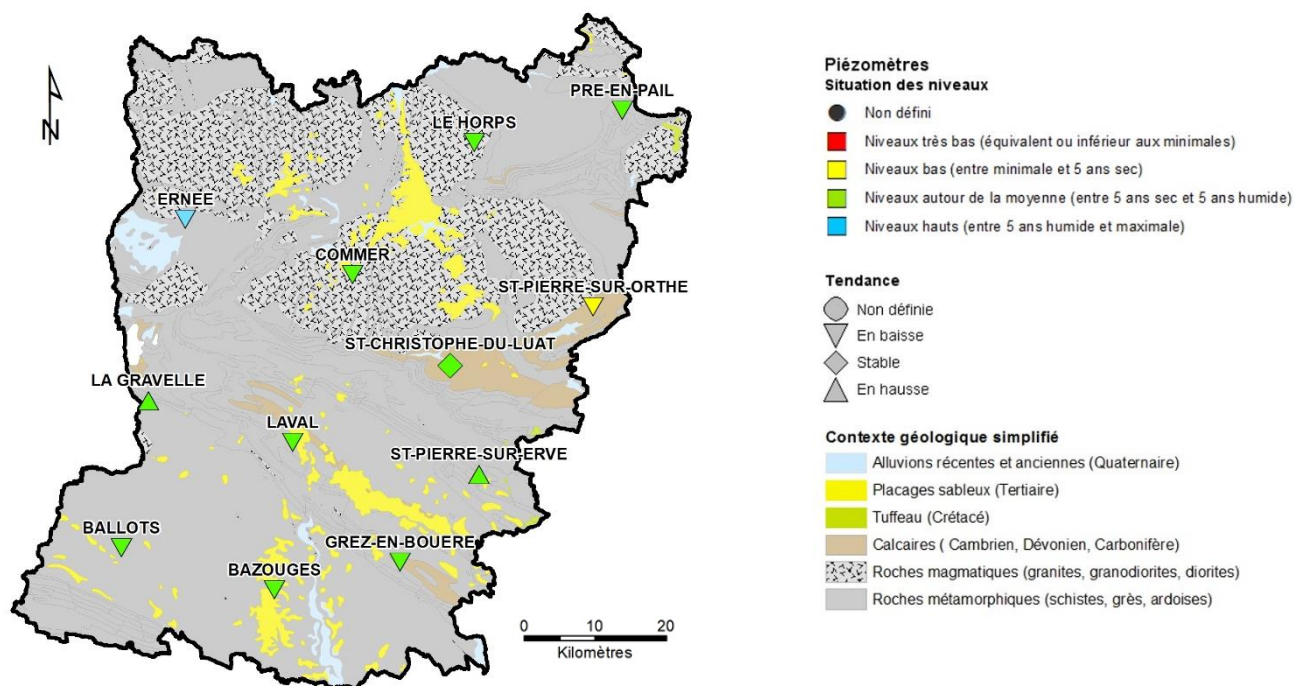 N
PRE-EN-PAIL
LE HORPS
ERNEE
COMMER
ST-PIERRE-SUR-ORTHE
ST-CHRISTOPHE-DU-LUAT
LA GRAVELLE
LAVAL
ST-PIERRE-SUR-ERVE
BALLOTS
GREZ-EN-BOUERE
BAZOUGES
0 10 20
Kilomètres
Piézomètres
Situation des niveaux
Non défini
Niveaux très bas (équivalent ou inférieur aux minimales)
Niveaux bas (entre minimale et 5 ans sec)
Niveaux autour de la moyenne (entre 5 ans sec et 5 ans humide)
Niveaux hauts (entre 5 ans humide et maximale)
Tendance
Non définie
En baisse
Stable
En hausse
Contexte géologique simplifié
Alluvions récentes et anciennes (Quaternaire)
Placages sableux (Tertiaire)
Tuffeau (Crétacé)
Calcaires ( Cambrien, Dévonien, Carbonifère)
Roches magmatiques (granites, granodiorites, diorites)
Roches métamorphiques (schistes, grès, ardoises)